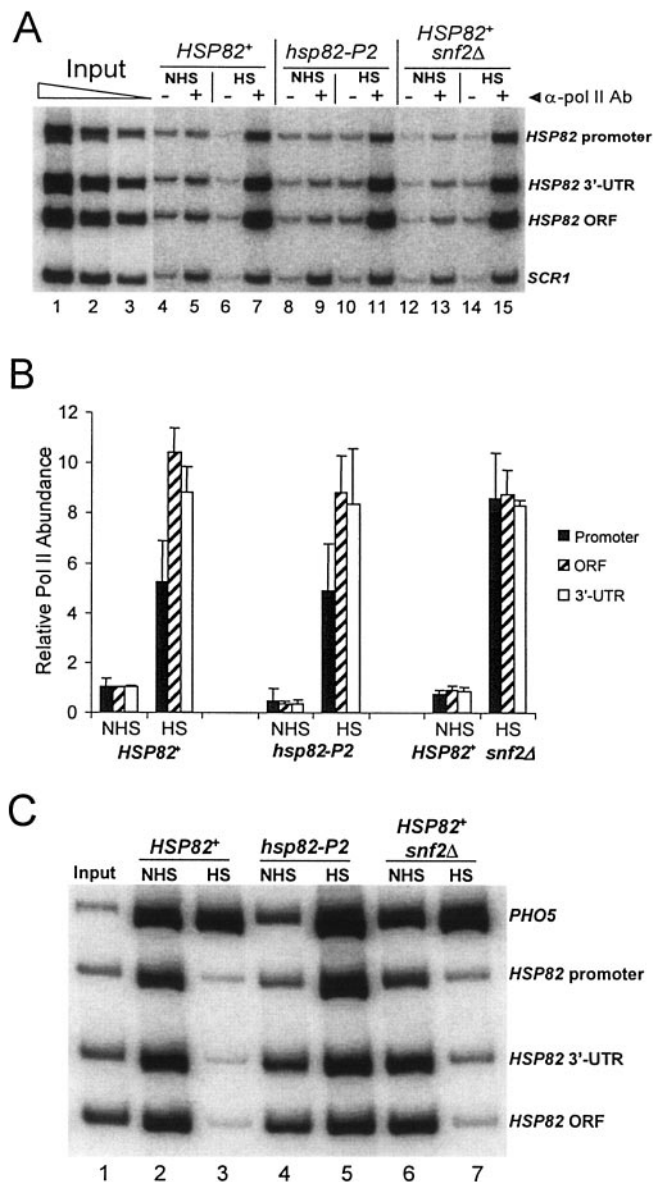 A
Input
HSP82⁺ hsp82-P2 HSP82⁺ snf2Δ
NHS HS NHS HS NHS HS
- + - + - + - + - + - + ◄ α-pol II Ab
HSP82 promoter
HSP82 3'-UTR
HSP82 ORF
SCR1
1 2 3 4 5 6 7 8 9 10 11 12 13 14 15
B
Relative Pol II Abundance
12
10
8
6
4
2
0
Promoter
ORF
3'-UTR
NHS HS NHS HS NHS HS
HSP82⁺ hsp82-P2 HSP82⁺ snf2Δ
C
HSP82⁺ hsp82-P2 HSP82⁺ snf2Δ
Input NHS HS NHS HS NHS HS
PHO5
HSP82 promoter
HSP82 3'-UTR
HSP82 ORF
1 2 3 4 5 6 7